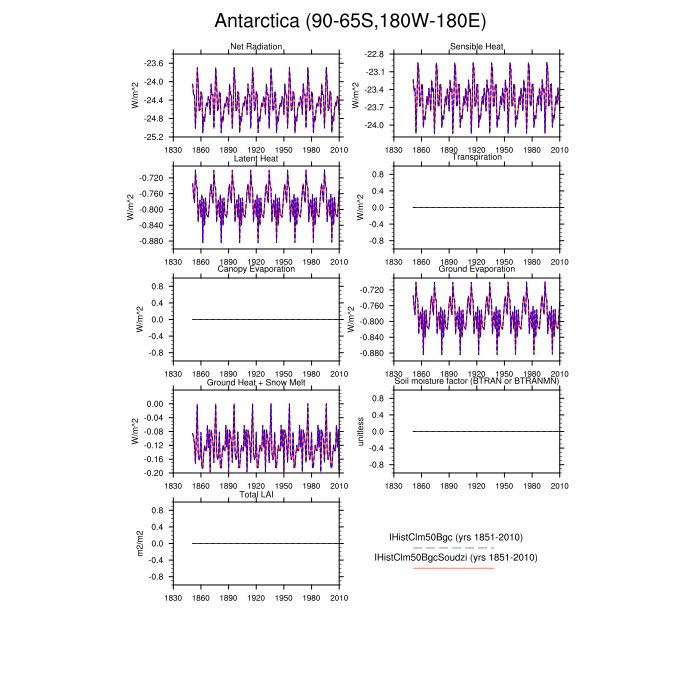 Antarctica (90-65S,180W-180E)
Net Radiation
W/m^2
-23.6
-24.0
-24.4
-24.8
-25.2
1830 1860 1890 1920 1950 1980 2010
Sensible Heat
W/m^2
-22.8
-23.1
-23.4
-23.7
-24.0
1830 1860 1890 1920 1950 1980 2010
Latent Heat
W/m^2
-0.720
-0.760
-0.800
-0.840
-0.880
1830 1860 1890 1920 1950 1980 2010
Transpiration
W/m^2
0.8
0.4
0.0
-0.4
-0.8
1830 1860 1890 1920 1950 1980 2010
Canopy Evaporation
W/m^2
0.8
0.4
0.0
-0.4
-0.8
1830 1860 1890 1920 1950 1980 2010
Ground Evaporation
W/m^2
-0.720
-0.760
-0.800
-0.840
-0.880
1830 1860 1890 1920 1950 1980 2010
Ground Heat + Snow Melt
W/m^2
0.00
-0.04
-0.08
-0.12
-0.16
-0.20
1830 1860 1890 1920 1950 1980 2010
Soil moisture factor (BTRAN or BTRANMN)
unitless
0.8
0.4
0.0
-0.4
-0.8
1830 1860 1890 1920 1950 1980 2010
Total LAI
m2/m2
0.8
0.4
0.0
-0.4
-0.8
1830 1860 1890 1920 1950 1980 2010
IHistClm50Bgc (yrs 1851-2010)
IHistClm50BgcSoudzi (yrs 1851-2010)